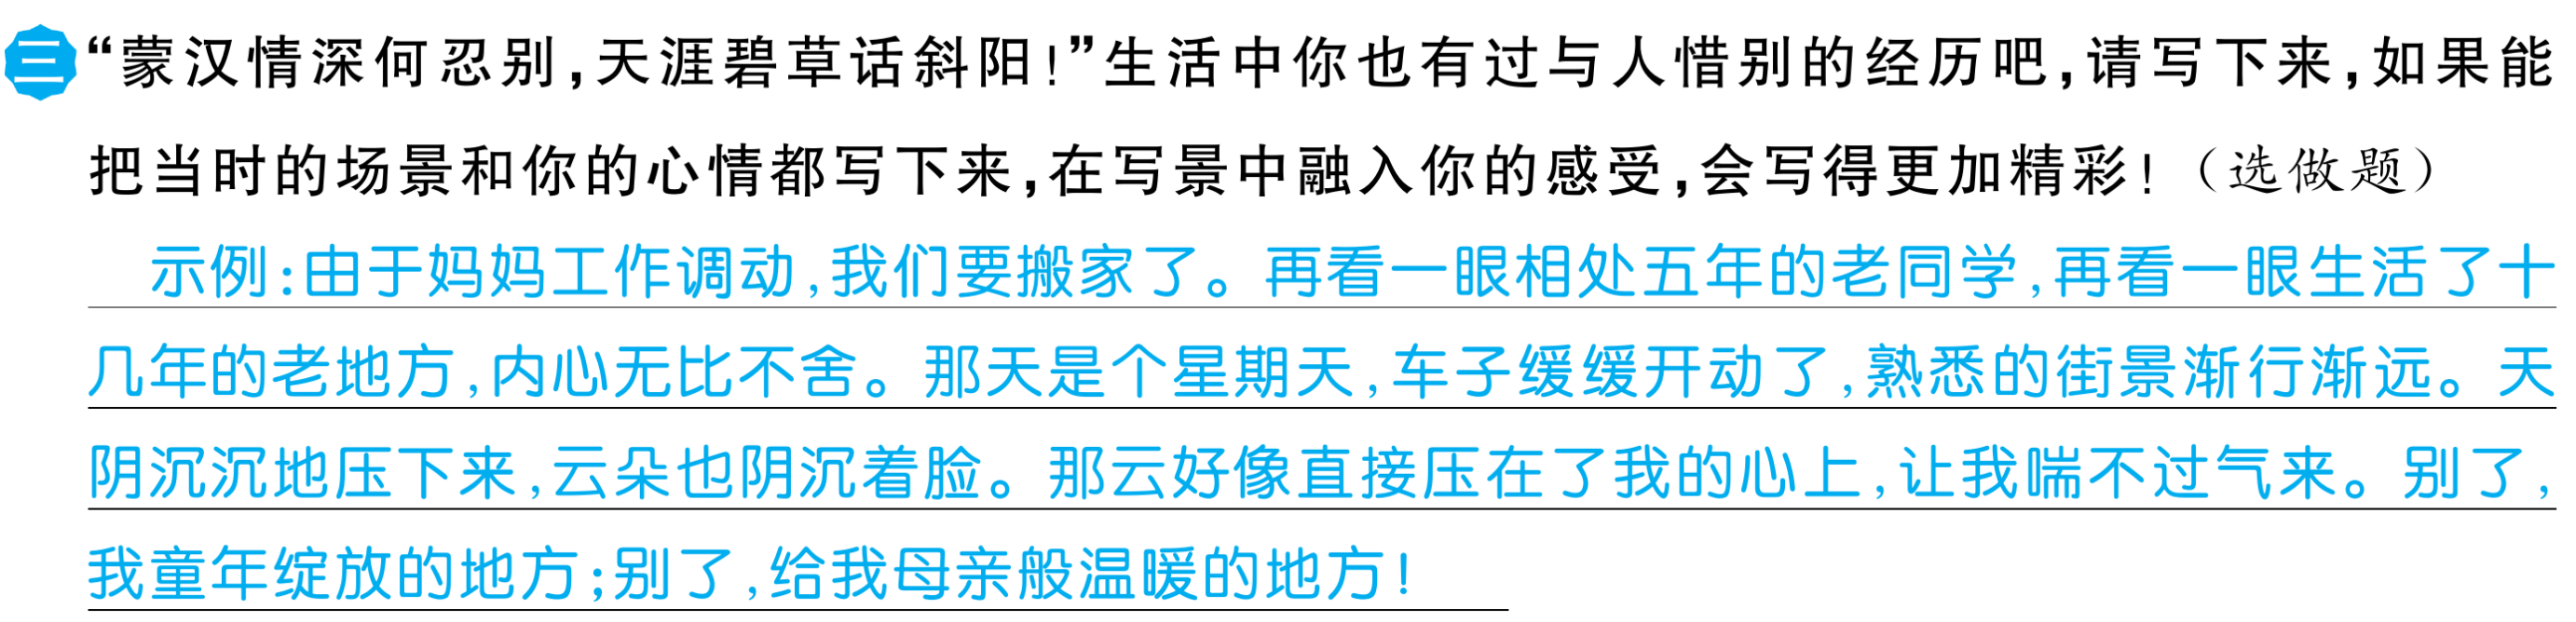 三“蒙汉情深何忍别,天涯碧草话斜阳!”生活中你也有过与人惜别的经历吧,请写下来,如果能
把当时的场景和你的心情都写下来,在写景中融入你的感受,会写得更加精彩!(选做题)
示例:由于妈妈工作调动,我们要搬家了。再看一眼相处五年的老同学,再看一眼生活了十
几年的老地方,内心无比不舍。那天是个星期天,车子缓缓开动了,熟悉的街景渐行渐远。天
阴沉沉地压下来,云朵也阴沉着脸。那云好像直接压在了我的心上,让我喘不过气来。别了,
我童年绽放的地方;别了,给我母亲般温暖的地方!